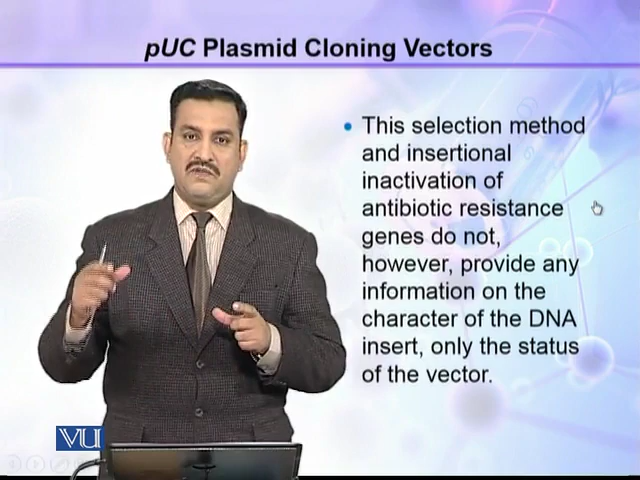 pUC Plasmid Cloning Vectors
This selection method
and insertional
inactivation of
antibiotic resistance
genes do not,
however, provide any
information on the
character of the DNA
insert, only the status
of the vector.
VU